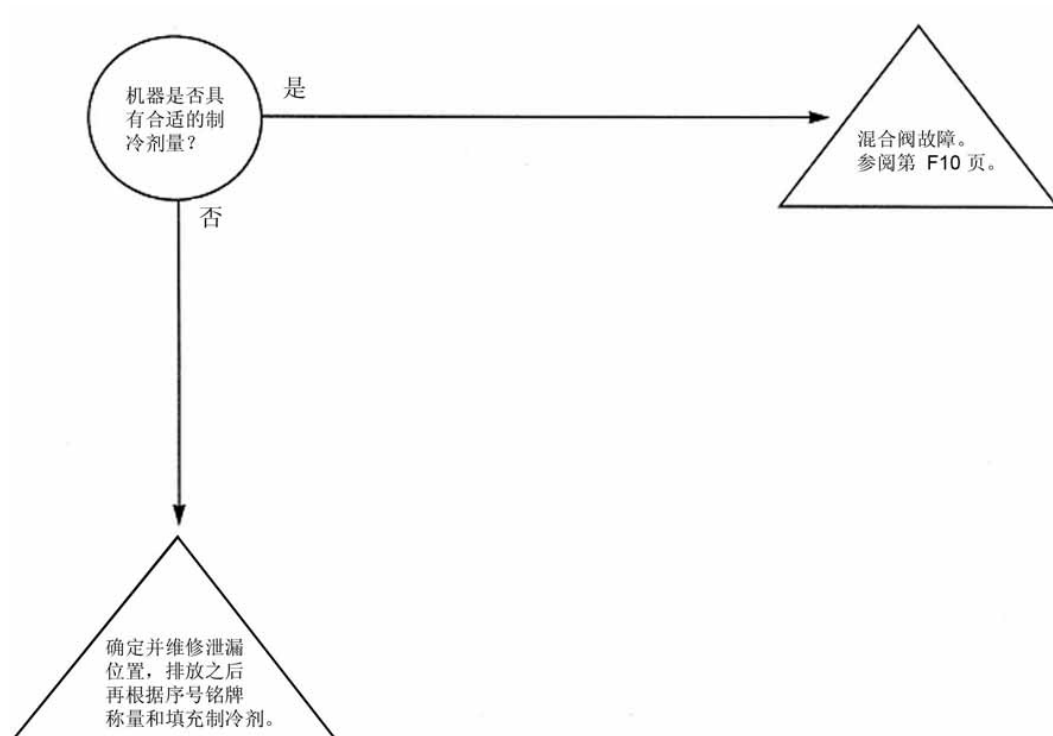 机器是否具
有合适的制
冷剂量?
是
混合阀故障。
参阅第 F10 页。
否
确定并维修泄漏
位置,排放之后
再根据序号铭牌
称量和填充制冷剂。